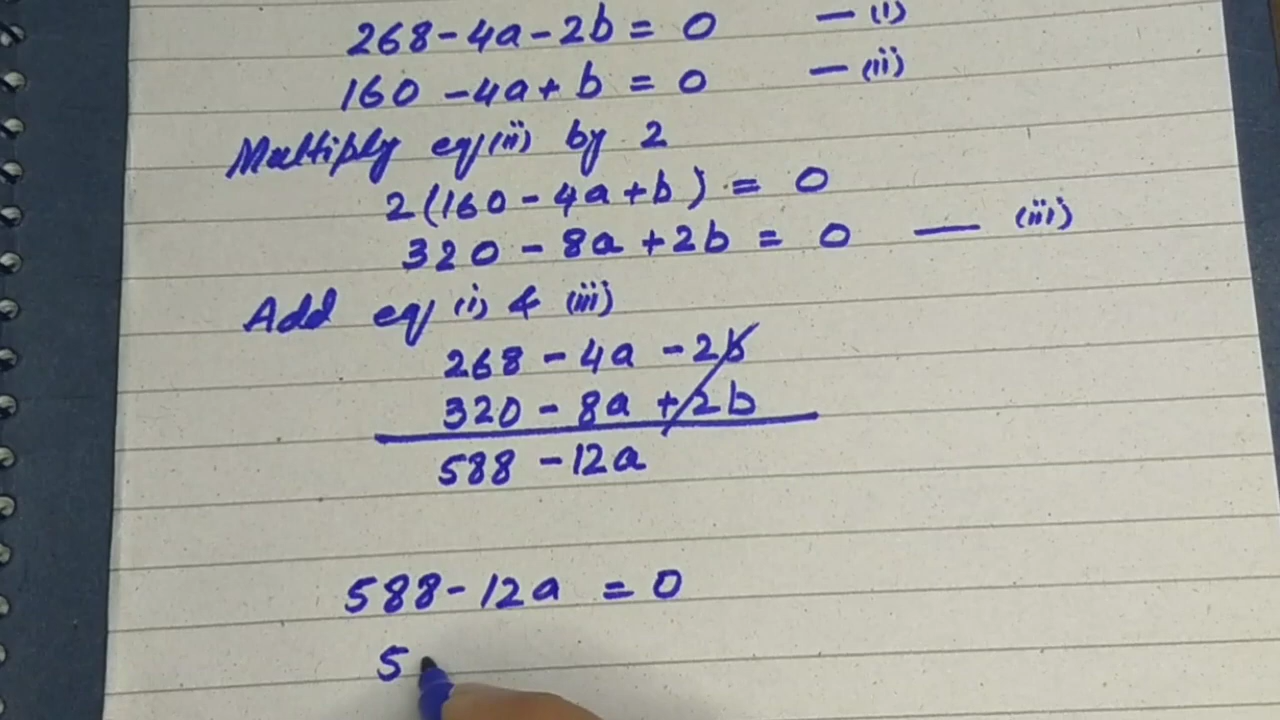 268-4a-2b = 0 — (i)
160 -4a+b = 0 — (ii)
Multiply eq(ii) by 2
2(160-4a+b) = 0
320 - 8a +2b = 0 — (iii)
Add eq (i) & (iii)
268 - 4a - 2b
320 - 8a + 2b
588 - 12a
588-12a = 0
5